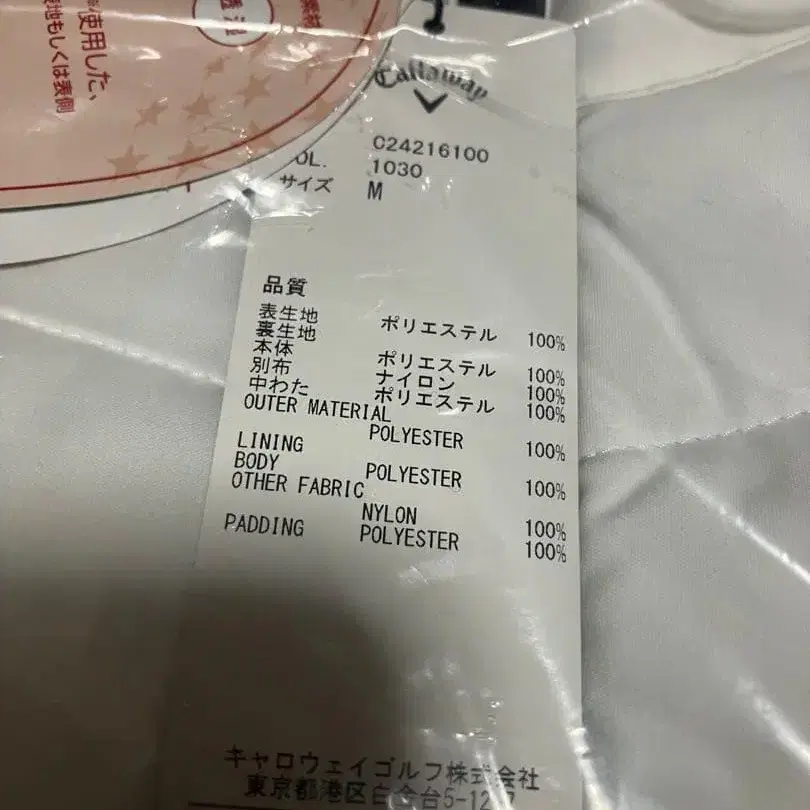 使用した、
地もしくは表側
Callaway
C24216100
OL. 1030
サイズ M
品質
表生地 ポリエステル 100%
裏生地
本体 ポリエステル 100%
別布 ナイロン 100%
中わた ポリエステル 100%
OUTER MATERIAL
POLYESTER 100%
LINING
BODY POLYESTER 100%
OTHER FABRIC
NYLON 100%
PADDING POLYESTER 100%
キャロウェイゴルフ株式会社
東京都港区白金台5-12-7